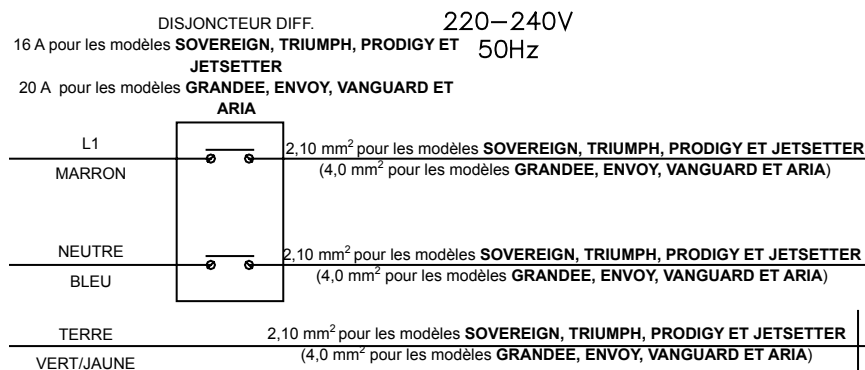 DISJONCTEUR DIFF.
220–240V
16 A pour les modèles SOVEREIGN, TRIUMPH, PRODIGY ET
50Hz
JETSETTER
20 A  pour les modèles GRANDEE, ENVOY, VANGUARD ET
ARIA
L1
2,10 mm² pour les modèles SOVEREIGN, TRIUMPH, PRODIGY ET JETSETTER
MARRON
(4,0 mm² pour les modèles GRANDEE, ENVOY, VANGUARD ET ARIA)
NEUTRE
2,10 mm² pour les modèles SOVEREIGN, TRIUMPH, PRODIGY ET JETSETTER
BLEU
(4,0 mm² pour les modèles GRANDEE, ENVOY, VANGUARD ET ARIA)
TERRE
2,10 mm² pour les modèles SOVEREIGN, TRIUMPH, PRODIGY ET JETSETTER
VERT/JAUNE
(4,0 mm² pour les modèles GRANDEE, ENVOY, VANGUARD ET ARIA)